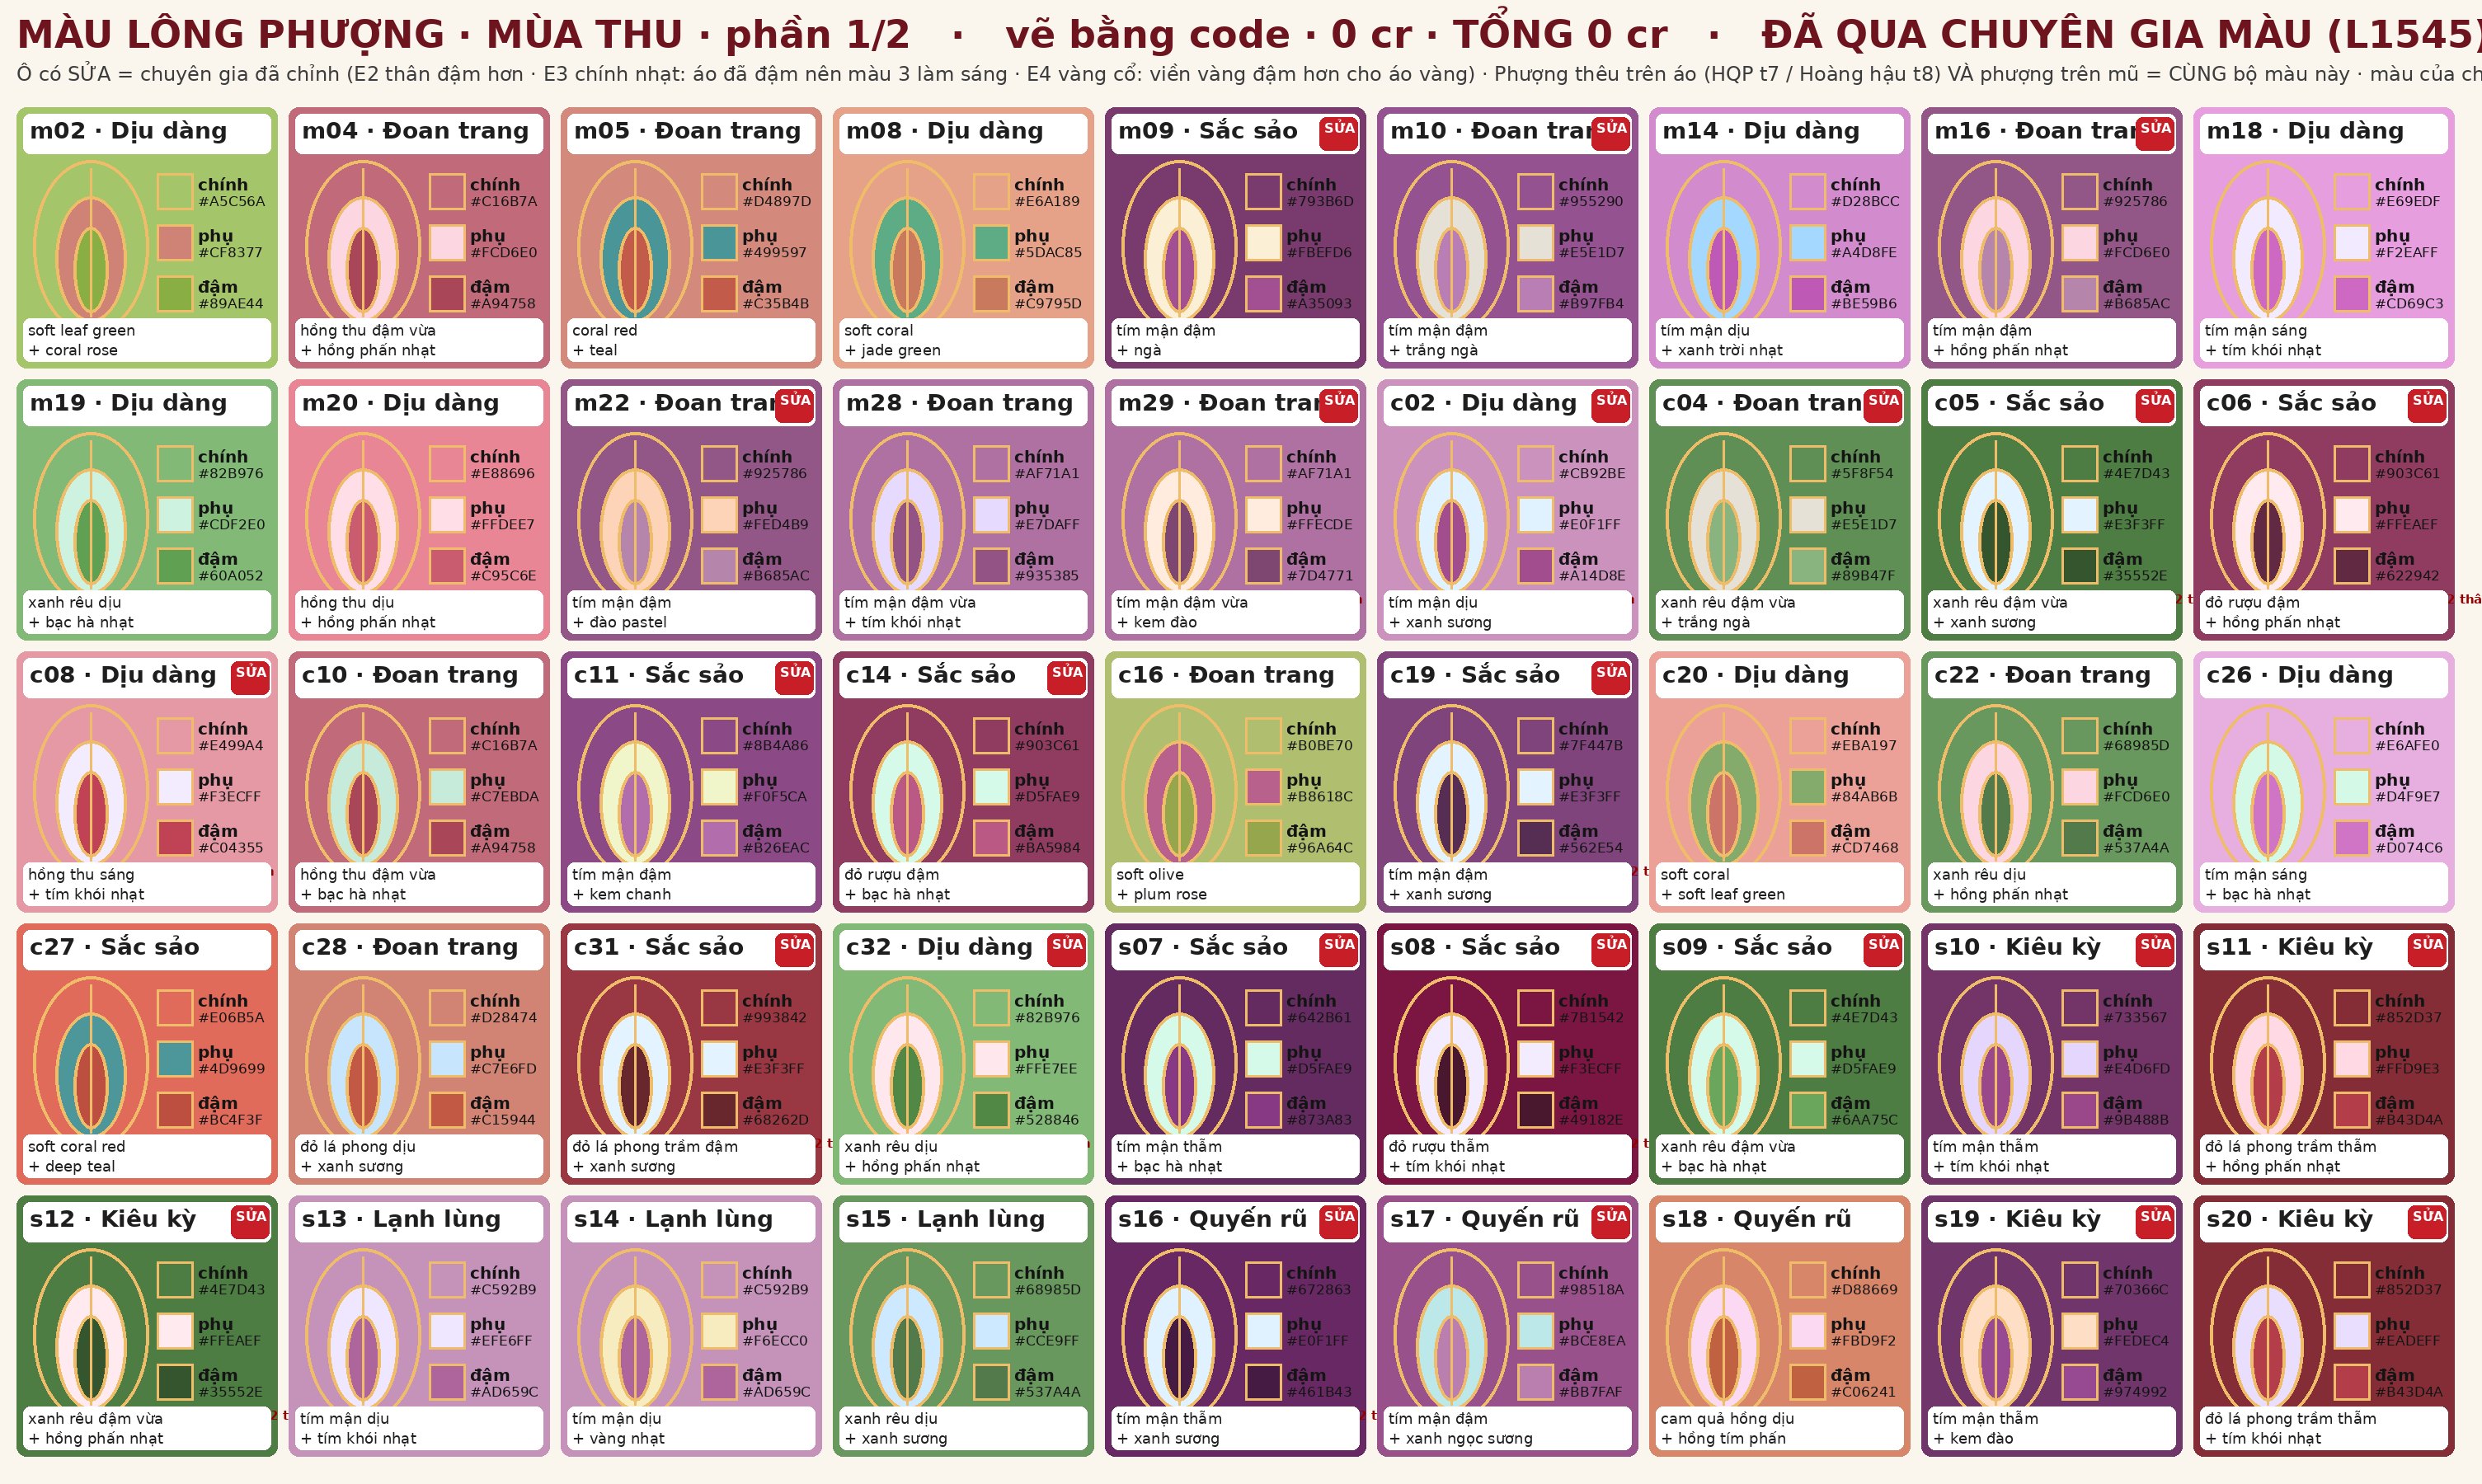 MÀU LÔNG PHƯỢNG · MÙA THU · phần 1/2 · vẽ bằng code · 0 cr · TỔNG 0 cr · ĐÃ QUA CHUYÊN GIA MÀU (L1545)
Ô có SỬA = chuyên gia đã chỉnh (E2 thân đậm hơn · E3 chính nhạt: áo đã đậm nên màu 3 làm sáng · E4 vàng cổ: viền vàng đậm hơn cho áo vàng) · Phượng thêu trên áo (HQP t7 / Hoàng hậu t8) VÀ phượng trên mũ = CÙNG bộ màu này · màu của ch
m02 · Dịu dàng
chính
#A5C56A
phụ
#CF8377
đậm
#89AE44
soft leaf green
+ coral rose
m04 · Đoan trang
chính
#C16B7A
phụ
#FCD6E0
đậm
#A94758
hồng thu đậm vừa
+ hồng phấn nhạt
m05 · Đoan trang
chính
#D4897D
phụ
#499597
đậm
#C35B4B
coral red
+ teal
m08 · Dịu dàng
chính
#E6A189
phụ
#5DAC85
đậm
#C9795D
soft coral
+ jade green
m09 · Sắc sảo
SỬA
chính
#793B6D
phụ
#FBEFD6
đậm
#A35093
tím mận đậm
+ ngà
m10 · Đoan tran
SỬA
chính
#955290
phụ
#E5E1D7
đậm
#B97FB4
tím mận đậm
+ trắng ngà
m14 · Dịu dàng
chính
#D28BCC
phụ
#A4D8FE
đậm
#BE59B6
tím mận dịu
+ xanh trời nhạt
m16 · Đoan tran
SỬA
chính
#925786
phụ
#FCD6E0
đậm
#B685AC
tím mận đậm
+ hồng phấn nhạt
m18 · Dịu dàng
chính
#E69EDF
phụ
#F2EAFF
đậm
#CD69C3
tím mận sáng
+ tím khói nhạt
m19 · Dịu dàng
chính
#82B976
phụ
#CDF2E0
đậm
#60A052
xanh rêu dịu
+ bạc hà nhạt
m20 · Dịu dàng
chính
#E88696
phụ
#FFDEE7
đậm
#C95C6E
hồng thu dịu
+ hồng phấn nhạt
m22 · Đoan tran
SỬA
chính
#925786
phụ
#FED4B9
đậm
#B685AC
tím mận đậm
+ đào pastel
m28 · Đoan trang
chính
#AF71A1
phụ
#E7DAFF
đậm
#935385
tím mận đậm vừa
+ tím khói nhạt
m29 · Đoan tran
SỬA
chính
#AF71A1
phụ
#FFECDE
đậm
#7D4771
tím mận đậm vừa
+ kem đào
c02 · Dịu dàng
SỬA
chính
#CB92BE
phụ
#E0F1FF
đậm
#A14D8E
tím mận dịu
+ xanh sương
c04 · Đoan tran
SỬA
chính
#5F8F54
phụ
#E5E1D7
đậm
#89B47F
xanh rêu đậm vừa
+ trắng ngà
c05 · Sắc sảo
SỬA
chính
#4E7D43
phụ
#E3F3FF
đậm
#35552E
xanh rêu đậm vừa
+ xanh sương
c06 · Sắc sảo
SỬA
chính
#903C61
phụ
#FFEAEF
đậm
#622942
đỏ rượu đậm
+ hồng phấn nhạt
c08 · Dịu dàng
SỬA
chính
#E499A4
phụ
#F3ECFF
đậm
#C04355
hồng thu sáng
+ tím khói nhạt
c10 · Đoan trang
chính
#C16B7A
phụ
#C7EBDA
đậm
#A94758
hồng thu đậm vừa
+ bạc hà nhạt
c11 · Sắc sảo
SỬA
chính
#8B4A86
phụ
#F0F5CA
đậm
#B26EAC
tím mận đậm
+ kem chanh
c14 · Sắc sảo
SỬA
chính
#903C61
phụ
#D5FAE9
đậm
#BA5984
đỏ rượu đậm
+ bạc hà nhạt
c16 · Đoan trang
chính
#B0BE70
phụ
#B8618C
đậm
#96A64C
soft olive
+ plum rose
c19 · Sắc sảo
SỬA
chính
#7F447B
phụ
#E3F3FF
đậm
#562E54
tím mận đậm
+ xanh sương
c20 · Dịu dàng
chính
#EBA197
phụ
#84AB6B
đậm
#CD7468
soft coral
+ soft leaf green
c22 · Đoan trang
chính
#68985D
phụ
#FCD6E0
đậm
#537A4A
xanh rêu dịu
+ hồng phấn nhạt
c26 · Dịu dàng
chính
#E6AFE0
phụ
#D4F9E7
đậm
#D074C6
tím mận sáng
+ bạc hà nhạt
c27 · Sắc sảo
chính
#E06B5A
phụ
#4D9699
đậm
#BC4F3F
soft coral red
+ deep teal
c28 · Đoan trang
chính
#D28474
phụ
#C7E6FD
đậm
#C15944
đỏ lá phong dịu
+ xanh sương
c31 · Sắc sảo
SỬA
chính
#993842
phụ
#E3F3FF
đậm
#68262D
đỏ lá phong trầm đậm
+ xanh sương
c32 · Dịu dàng
SỬA
chính
#82B976
phụ
#FFE7EE
đậm
#528846
xanh rêu dịu
+ hồng phấn nhạt
s07 · Sắc sảo
SỬA
chính
#642B61
phụ
#D5FAE9
đậm
#873A83
tím mận thẫm
+ bạc hà nhạt
s08 · Sắc sảo
SỬA
chính
#7B1542
phụ
#F3ECFF
đậm
#49182E
đỏ rượu thẫm
+ tím khói nhạt
s09 · Sắc sảo
SỬA
chính
#4E7D43
phụ
#D5FAE9
đậm
#6AA75C
xanh rêu đậm vừa
+ bạc hà nhạt
s10 · Kiêu kỳ
SỬA
chính
#733567
phụ
#E4D6FD
đậm
#9B488B
tím mận thẫm
+ tím khói nhạt
s11 · Kiêu kỳ
SỬA
chính
#852D37
phụ
#FFD9E3
đậm
#B43D4A
đỏ lá phong trầm thẫm
+ hồng phấn nhạt
s12 · Kiêu kỳ
SỬA
chính
#4E7D43
phụ
#FFEAEF
đậm
#35552E
xanh rêu đậm vừa
+ hồng phấn nhạt
s13 · Lạnh lùng
chính
#C592B9
phụ
#EFE6FF
đậm
#AD659C
tím mận dịu
+ tím khói nhạt
s14 · Lạnh lùng
chính
#C592B9
phụ
#F6ECC0
đậm
#AD659C
tím mận dịu
+ vàng nhạt
s15 · Lạnh lùng
chính
#68985D
phụ
#CCE9FF
đậm
#537A4A
xanh rêu dịu
+ xanh sương
s16 · Quyến rũ
SỬA
chính
#672863
phụ
#E0F1FF
đậm
#461B43
tím mận thẫm
+ xanh sương
s17 · Quyến rũ
SỬA
chính
#98518A
phụ
#BCE8EA
đậm
#BB7FAF
tím mận đậm
+ xanh ngọc sương
s18 · Quyến rũ
chính
#D88669
phụ
#FBD9F2
đậm
#C06241
cam quả hồng dịu
+ hồng tím phấn
s19 · Kiêu kỳ
SỬA
chính
#70366C
phụ
#FEDEC4
đậm
#974992
tím mận thẫm
+ kem đào
s20 · Kiêu kỳ
SỬA
chính
#852D37
phụ
#EADEFF
đậm
#B43D4A
đỏ lá phong trầm thẫm
+ tím khói nhạt